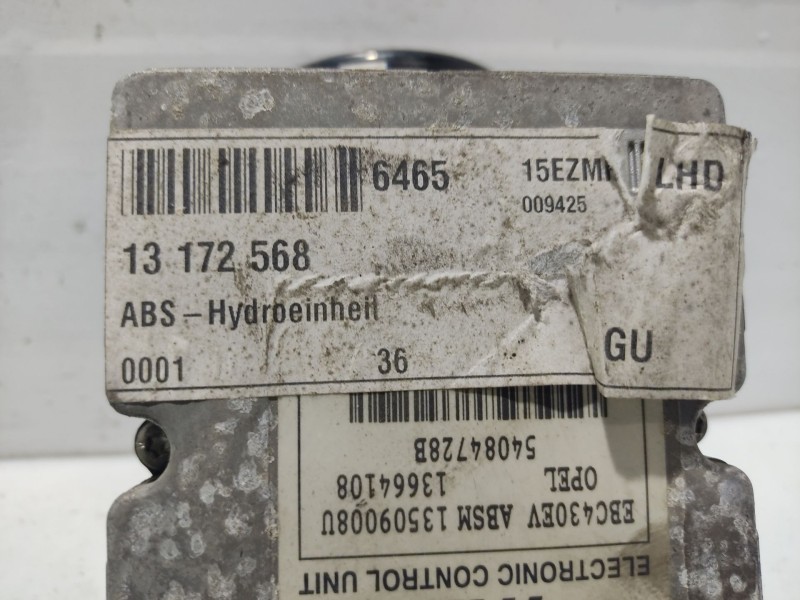 6465 15EZM LHD
009425
13 172 568
ABS – Hydroeinheit
0001 36 GU
ELECTRONIC CONTROL UNIT
EBC430EV ABSM 13509008U
OPEL 13664108
54084728B